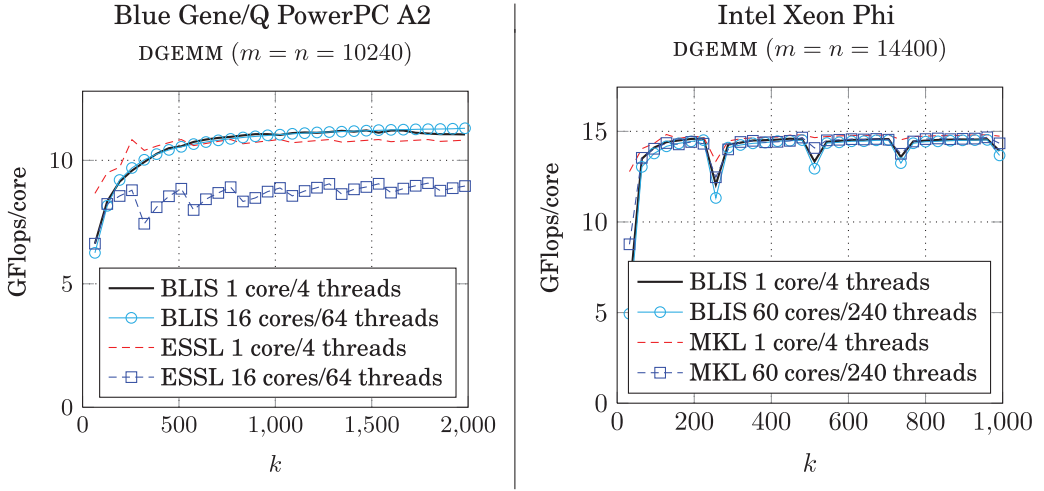 Blue Gene/Q PowerPC A2
DGEMM (m = n = 10240)
GFlops/core
10
5
0
BLIS 1 core/4 threads
BLIS 16 cores/64 threads
ESSL 1 core/4 threads
ESSL 16 cores/64 threads
0 500 1,000 1,500 2,000
k
Intel Xeon Phi
DGEMM (m = n = 14400)
GFlops/core
15
10
5
0
BLIS 1 core/4 threads
BLIS 60 cores/240 threads
MKL 1 core/4 threads
MKL 60 cores/240 threads
0 200 400 600 800 1,000
k